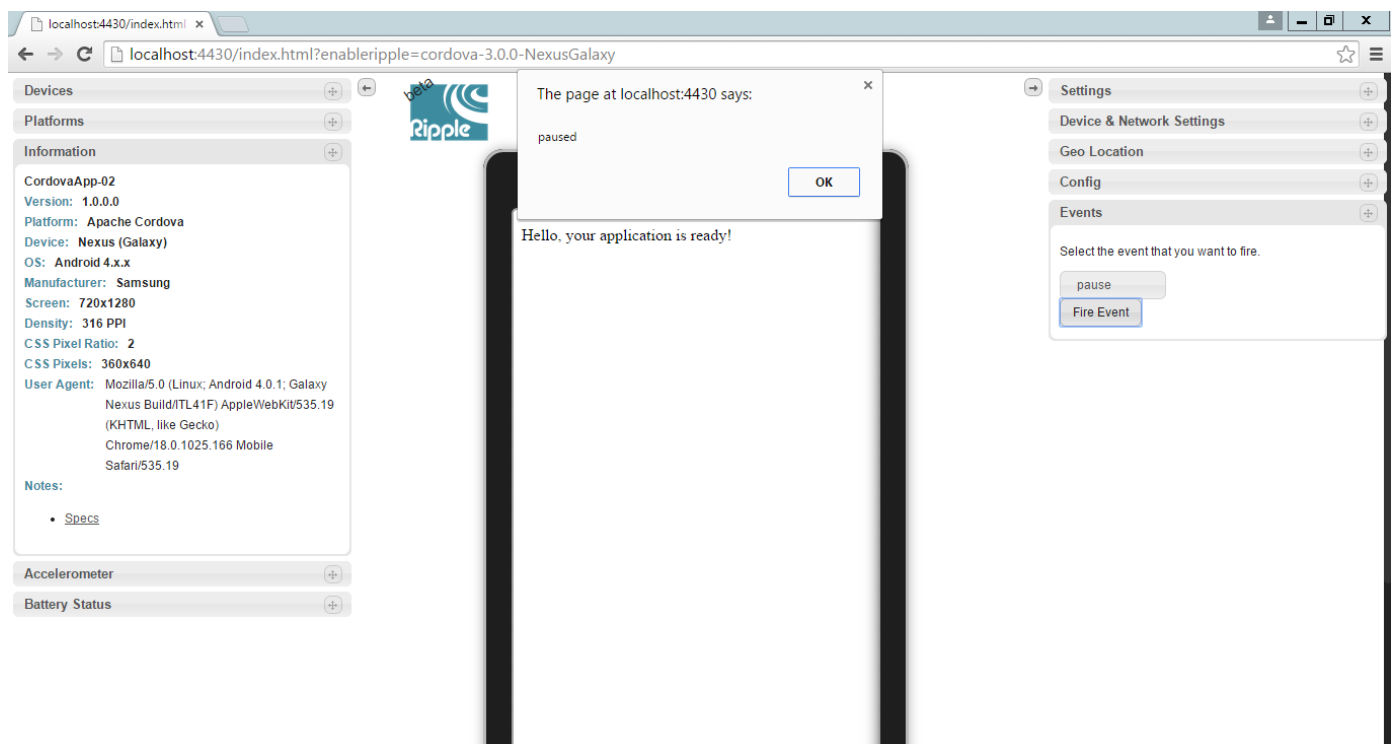 localhost:4430/index.html
localhost:4430/index.html?enableripple=cordova-3.0.0-NexusGalaxy
Devices
Platforms
Information
CordovaApp-02
Version: 1.0.0.0
Platform: Apache Cordova
Device: Nexus (Galaxy)
OS: Android 4.x.x
Manufacturer: Samsung
Screen: 720x1280
Density: 316 PPI
CSS Pixel Ratio: 2
CSS Pixels: 360x640
User Agent: Mozilla/5.0 (Linux; Android 4.0.1; Galaxy
Nexus Build/ITL41F) AppleWebKit/535.19
(KHTML, like Gecko)
Chrome/18.0.1025.166 Mobile
Safari/535.19
Notes:
Specs
Accelerometer
Battery Status
beta
Ripple
The page at localhost:4430 says:
paused
OK
Hello, your application is ready!
Settings
Device & Network Settings
Geo Location
Config
Events
Select the event that you want to fire.
pause
Fire Event